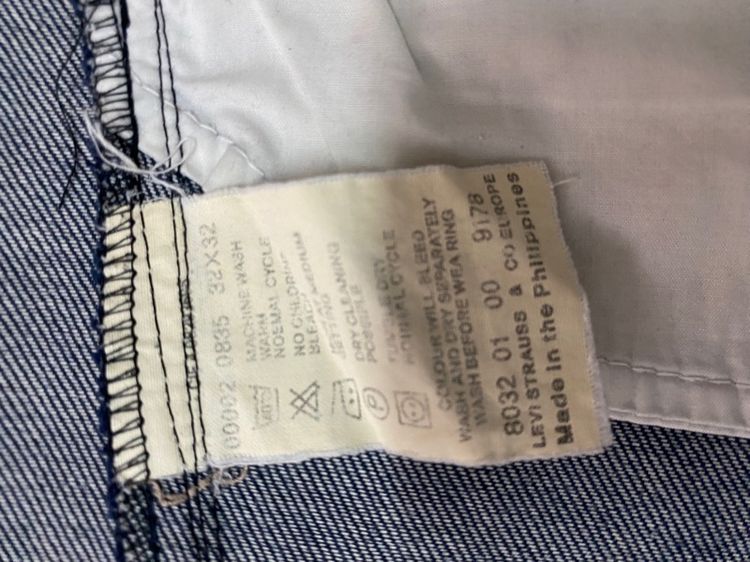 00002 0835 32X32
MACHINE WASH
WARM
NOEMAL CYCLE
NO CHLORINE
BLEACH MEDIUM
DRY CLEANING
POSSIBLE
TUMBLE DRY
NORMAL CYCLE
COLOUR WILL BLEED
WASH AND DRY SEPARATELY
WASH BEFORE WEARING
8032 01 00 9178
LEVI STRAUSS & CO EUROPE
Made in the Philippines